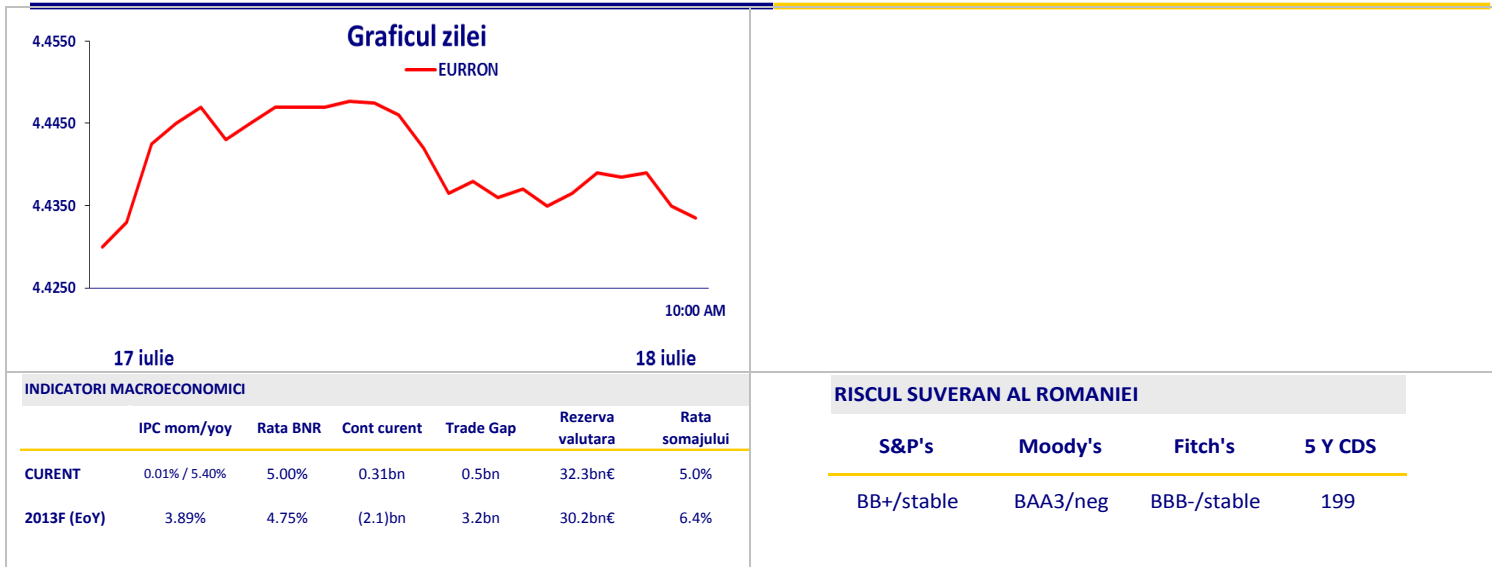 Graficul zilei
EURRON
4.4550
4.4450
4.4350
4.4250
10:00 AM
17 iulie 18 iulie
INDICATORI MACROECONOMICI
IPC mom/yoy Rata BNR Cont curent Trade Gap Rezerva valutara Rata somajului
CURENT 0.01% / 5.40% 5.00% 0.31bn 0.5bn 32.3bn€ 5.0%
2013F (EoY) 3.89% 4.75% (2.1)bn 3.2bn 30.2bn€ 6.4%
RISCUL SUVERAN AL ROMANIEI
S&P's Moody's Fitch's 5 Y CDS
BB+/stable BAA3/neg BBB-/stable 199